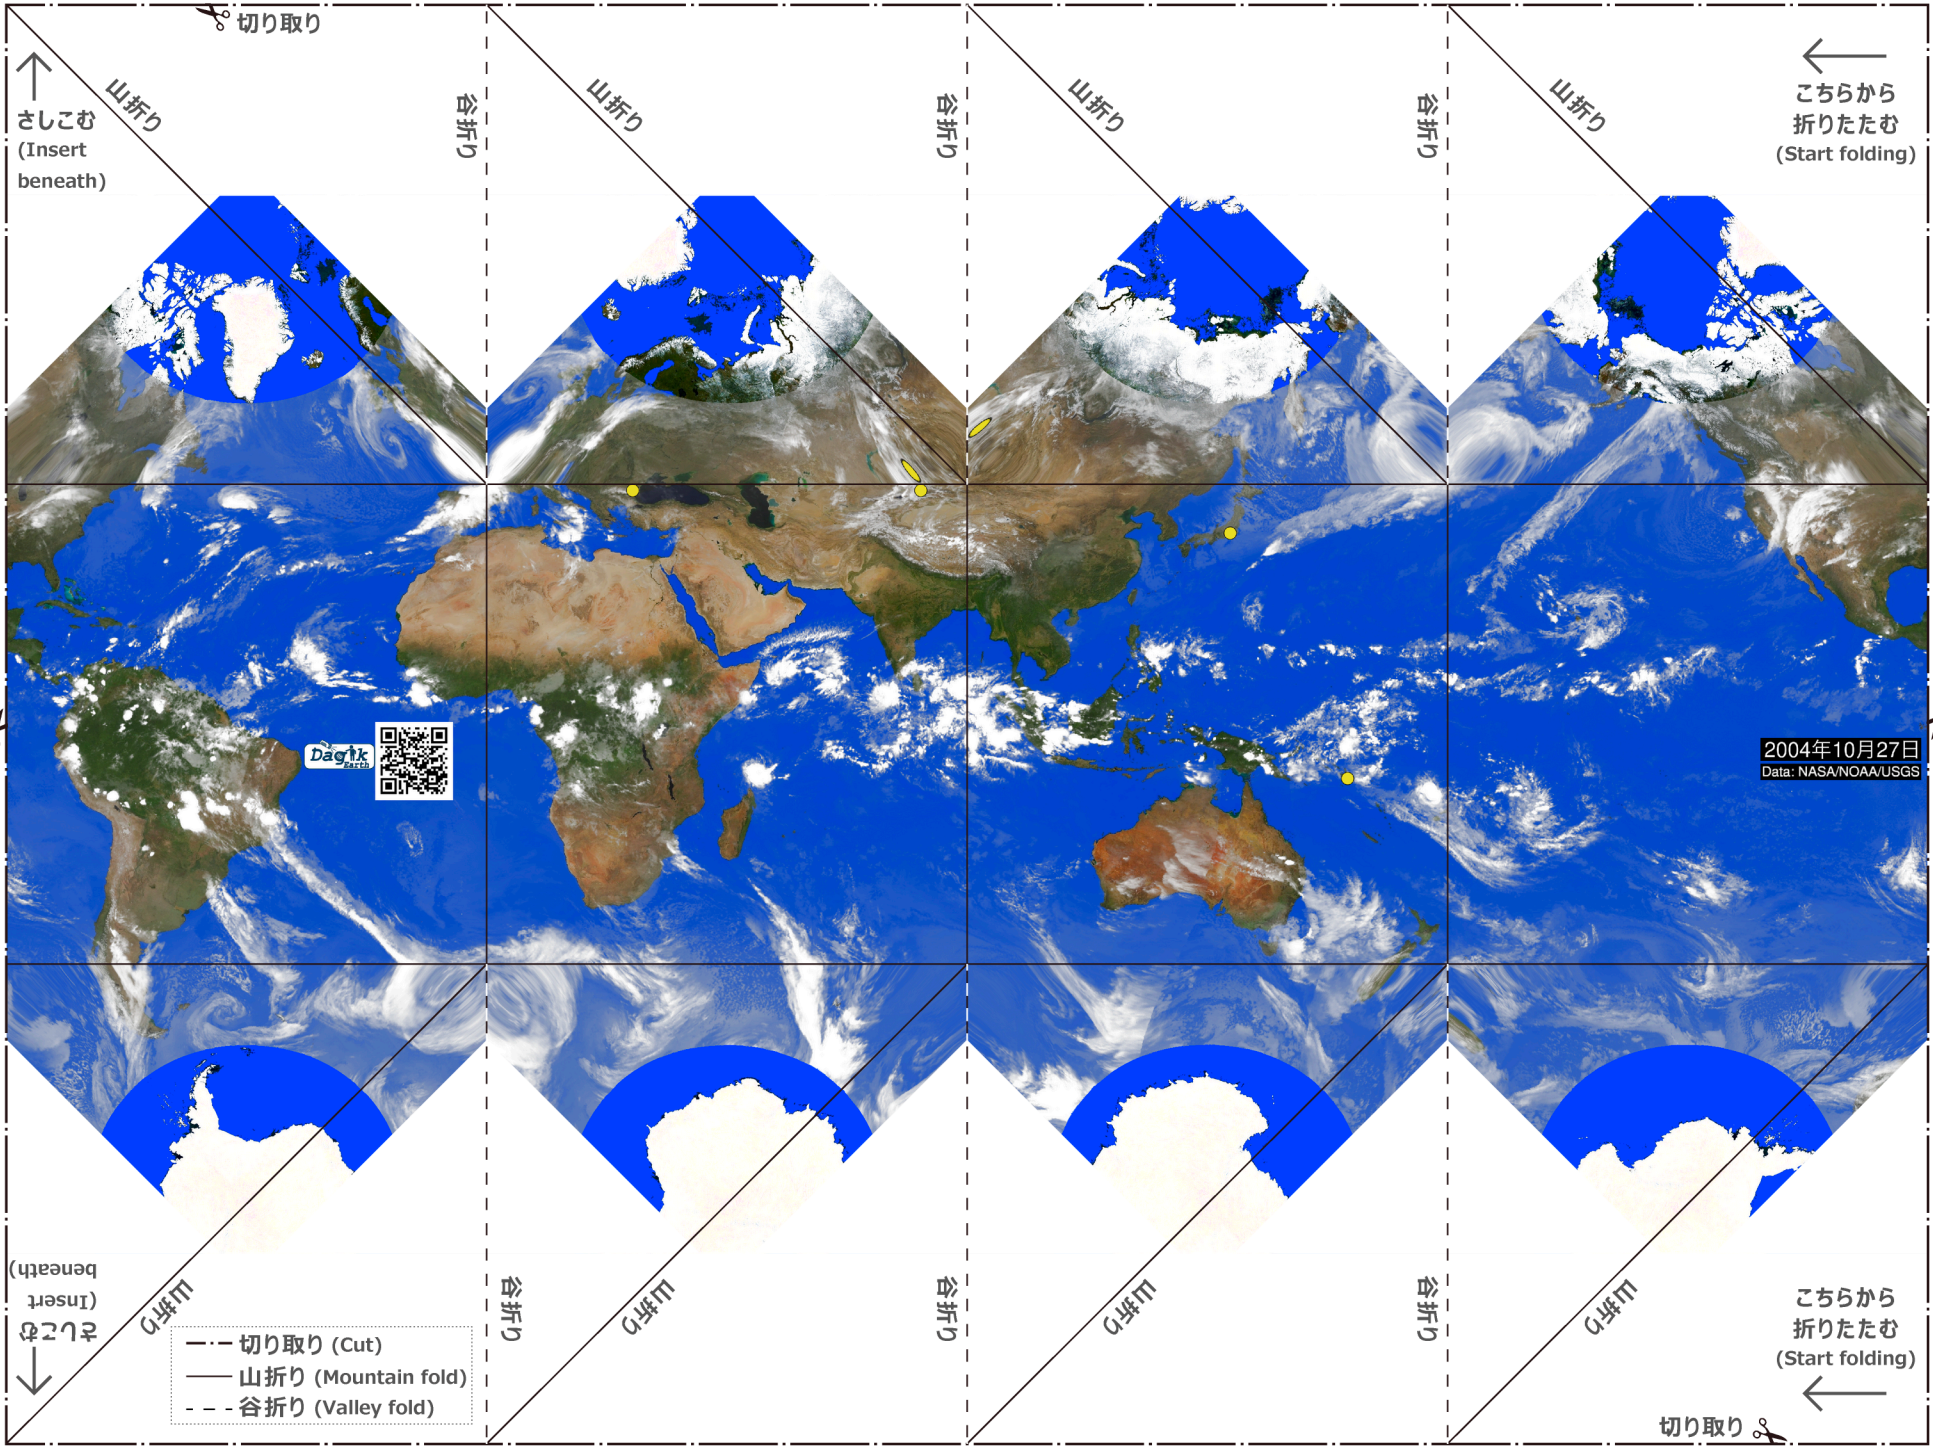 切り取り
山折り
谷折り
山折り
谷折り
山折り
谷折り
山折り
さしこむ
(Insert
beneath)
こちらから
折りたたむ
(Start folding)
Dagik
Earth
2004年10月27日
Data: NASA/NOAA/USGS
さしこむ
(Insert
beneath)
山折り
谷折り
山折り
谷折り
山折り
谷折り
山折り
切り取り (Cut)
山折り (Mountain fold)
谷折り (Valley fold)
こちらから
折りたたむ
(Start folding)
切り取り